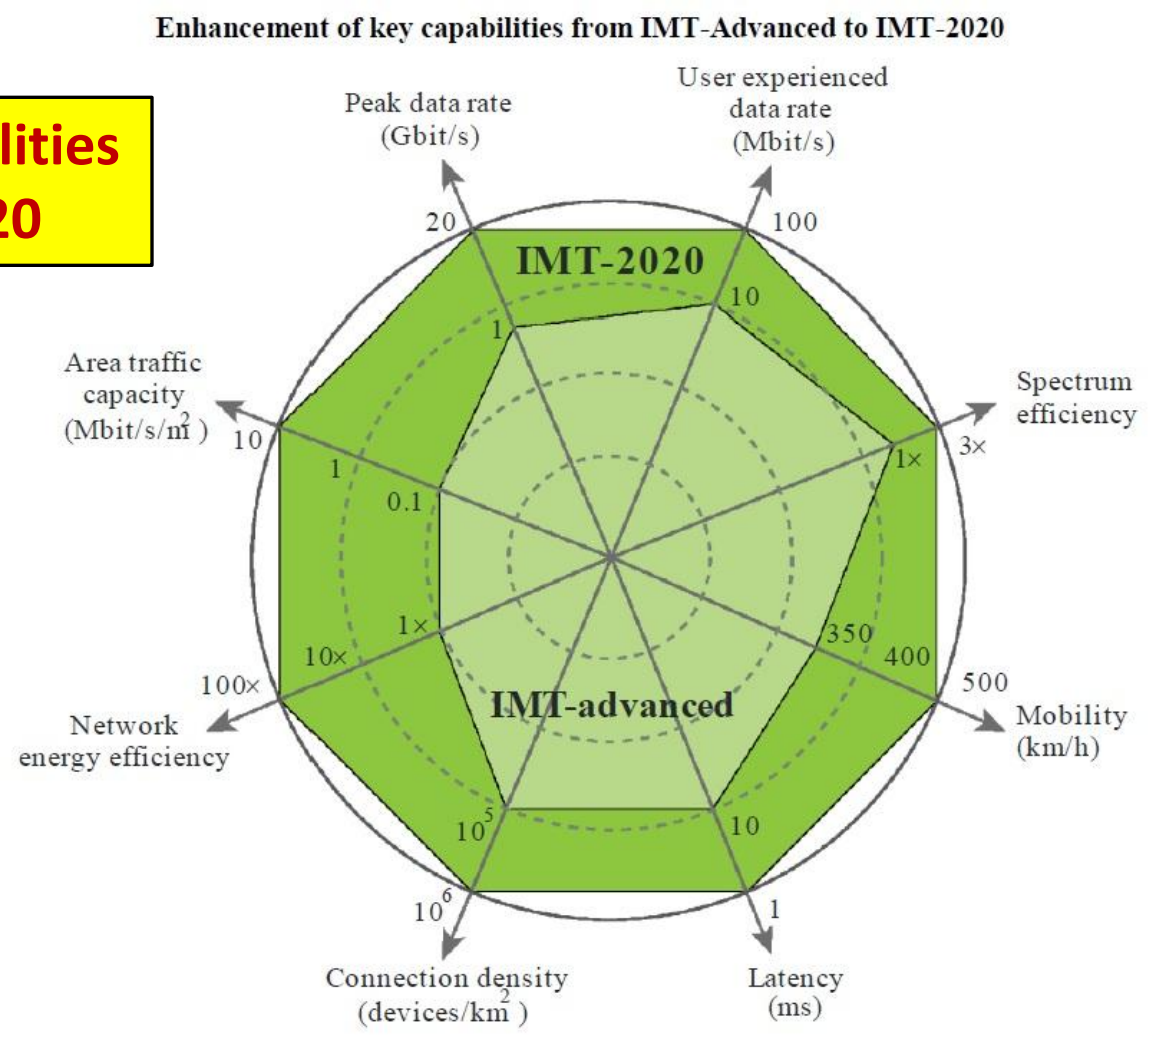 Enhancement of key capabilities from IMT-Advanced to IMT-2020
lities
20
Peak data rate
(Gbit/s)
User experienced
data rate
(Mbit/s)
20
100
IMT-2020
10
1
Area traffic
capacity
(Mbit/s/m²)
10
1
0.1
Spectrum
efficiency
1×
3×
1×
10×
100×
Network
energy efficiency
350
400
500
Mobility
(km/h)
IMT-advanced
10⁵
10
10⁶
1
Connection density
(devices/km²)
Latency
(ms)